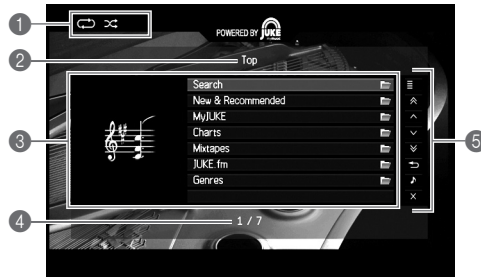 1
POWERED BY JUKE
2
Top
3
Search
New & Recommended
MyJUKE
Charts
Mixtapes
JUKE.fm
Genres
5
4
1 / 7